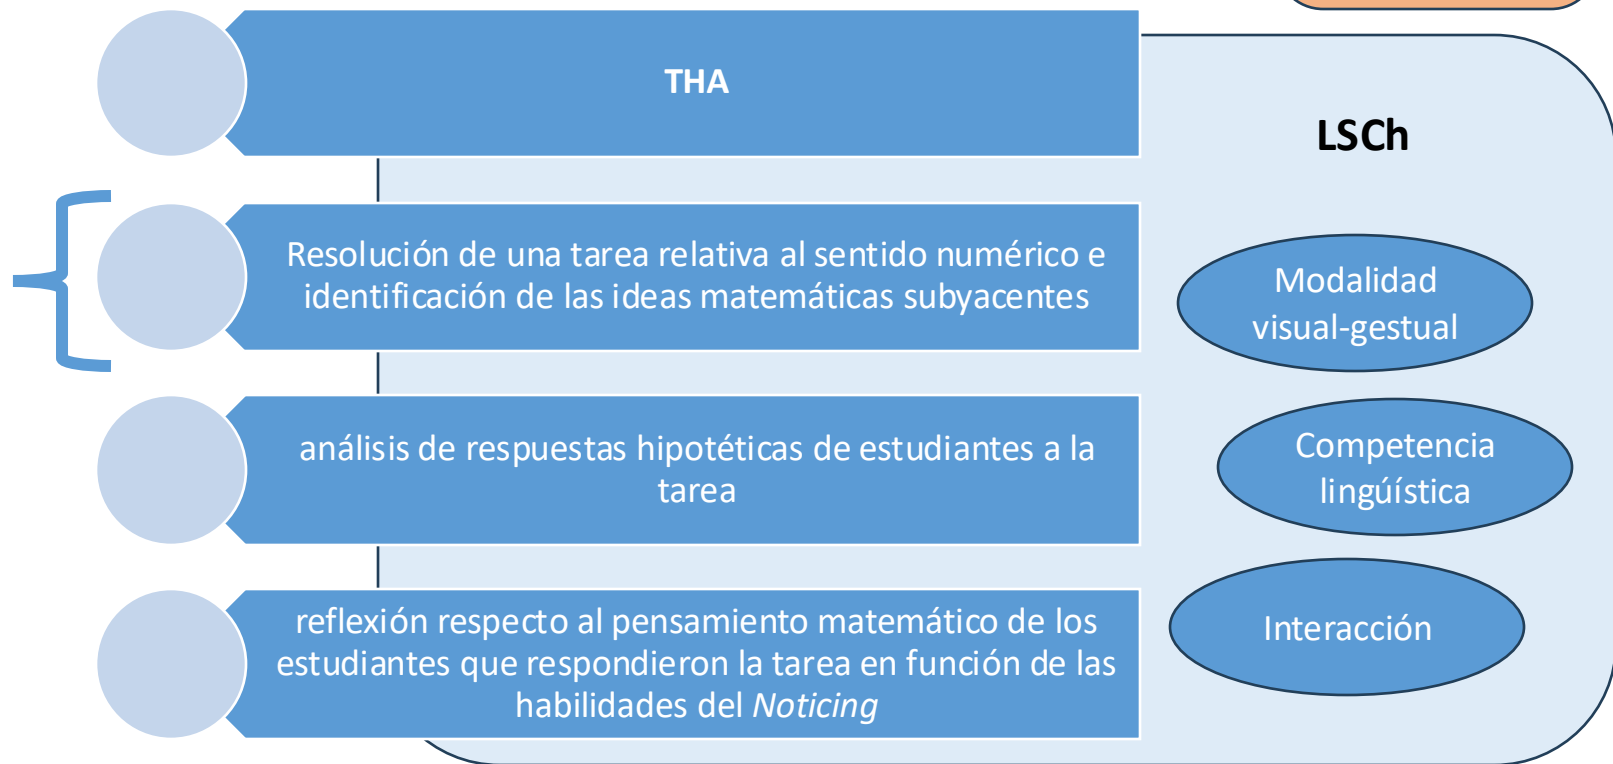 THA
LSCh
Resolución de una tarea relativa al sentido numérico e
identificación de las ideas matemáticas subyacentes
Modalidad
visual-gestual
análisis de respuestas hipotéticas de estudiantes a la
tarea
Competencia
lingúística
reflexión respecto al pensamiento matemático de los
estudiantes que respondieron la tarea en función de las
habilidades del Noticing
Interacción